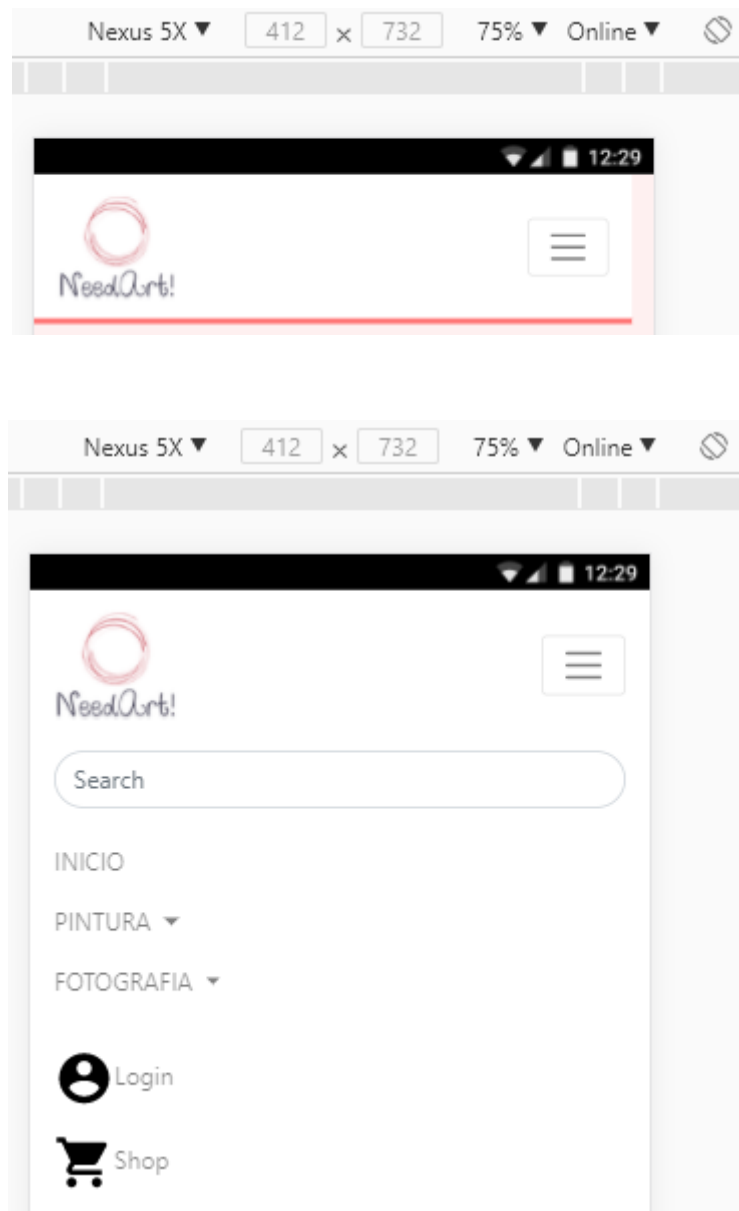 Nexus 5X ▼ 412 × 732 75% ▼ Online ▼
12:29
NeedArt!
Nexus 5X ▼ 412 × 732 75% ▼ Online ▼
12:29
NeedArt!
Search
INICIO
PINTURA
FOTOGRAFIA
Login
Shop